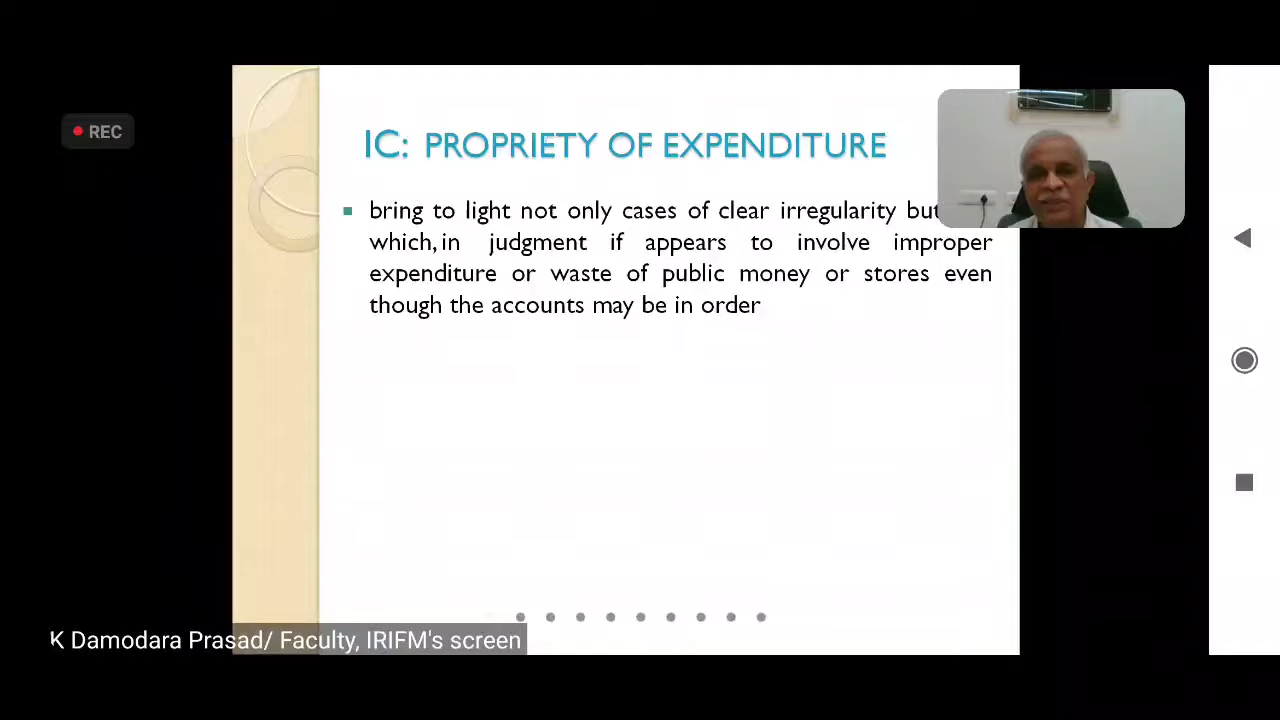 REC
IC: PROPRIETY OF EXPENDITURE
bring to light not only cases of clear irregularity but
which, in judgment if appears to involve improper
expenditure or waste of public money or stores even
though the accounts may be in order
K Damodara Prasad/ Faculty, IRIFM's screen